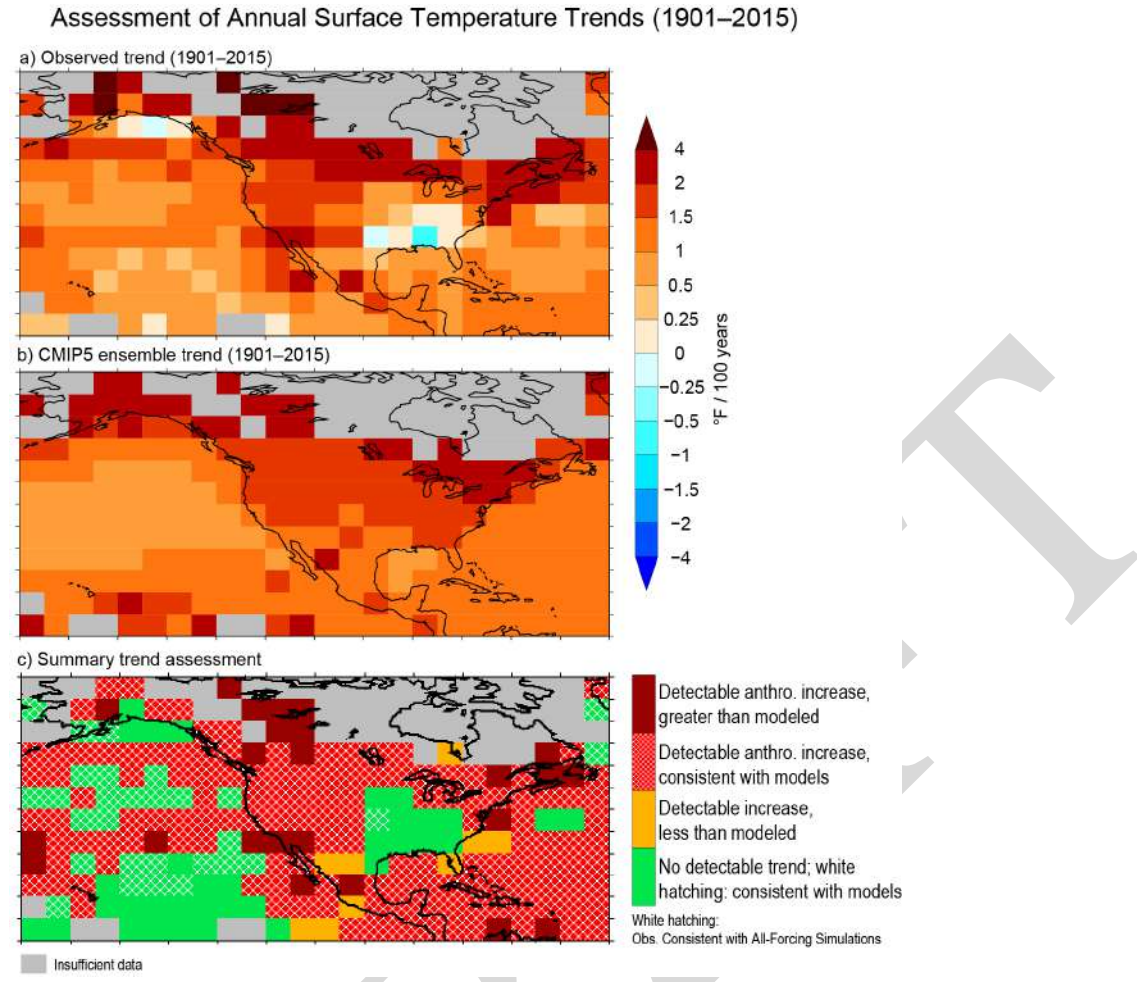 Assessment of Annual Surface Temperature Trends (1901–2015)
a) Observed trend (1901–2015)
4
2
1.5
1
0.5
0.25
0
−0.25
−0.5
−1
−1.5
−2
−4
°F / 100 years
b) CMIP5 ensemble trend (1901–2015)
c) Summary trend assessment
Detectable anthro. increase,
greater than modeled
Detectable anthro. increase,
consistent with models
Detectable increase,
less than modeled
No detectable trend; white
hatching: consistent with models
White hatching:
Obs. Consistent with All-Forcing Simulations
Insufficient data